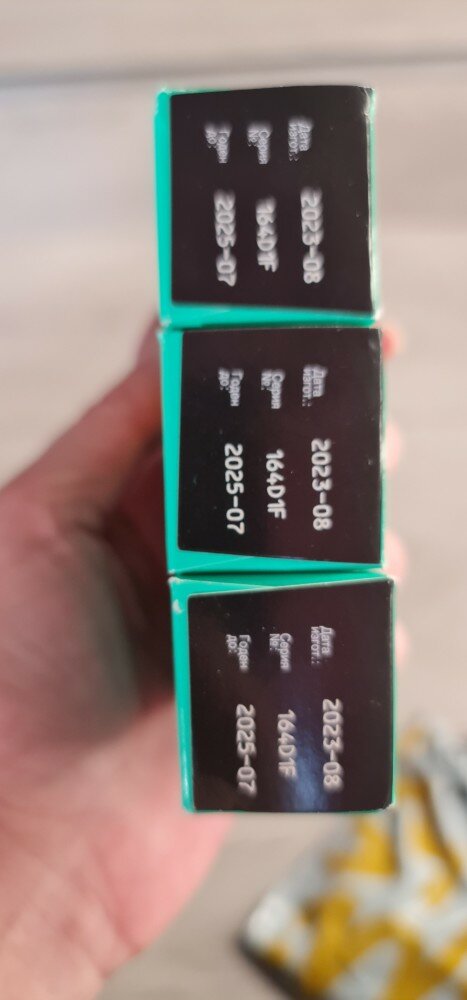 Дата
изгот.: 2023-08
Серия
№: 164D1F
Годен
до: 2025-07
Дата
изгот.: 2023-08
Серия
№: 164D1F
Годен
до: 2025-07
Дата
изгот.: 2023-08
Серия
№: 164D1F
Годен
до: 2025-07